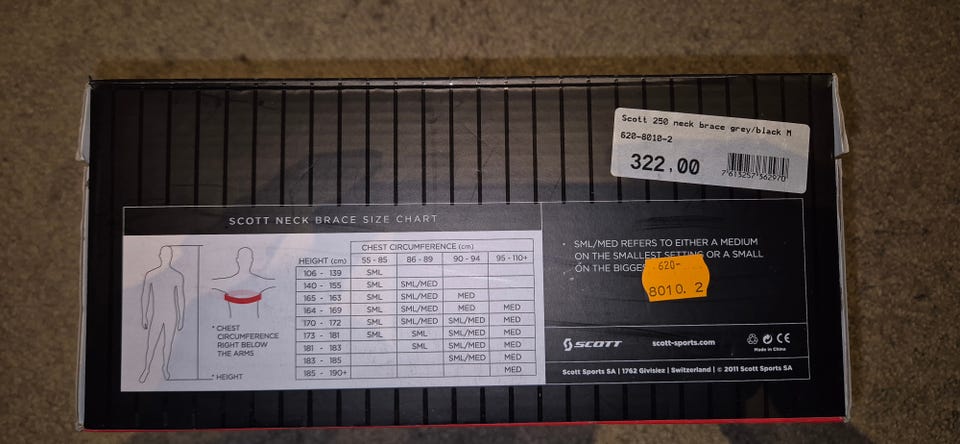 Scott 250 neck brace grey/black M
620-8010-2
322,00
7613257562970
SCOTT NECK BRACE SIZE CHART
CHEST CIRCUMFERENCE (cm)
HEIGHT (cm) 55 - 85 86 - 89 90 - 94 95 - 110+
106 - 139 SML
140 - 155 SML SML/MED
165 - 163 SML SML/MED MED
164 - 169 SML SML/MED MED MED
170 - 172 SML SML/MED SML/MED MED
173 - 181 SML SML SML/MED MED
181 - 183 SML SML/MED MED
183 - 185 SML/MED MED
185 - 190+ MED
* CHEST
CIRCUMFERENCE
RIGHT BELOW
THE ARMS
* HEIGHT
* SML/MED REFERS TO EITHER A MEDIUM
ON THE SMALLEST SETTING OR A SMALL
ON THE
620-
8010. 2
SCOTT scott-sports.com
CE
Made in China
Scott Sports SA | 1762 Givisiez | Switzerland | © 2011 Scott Sports SA